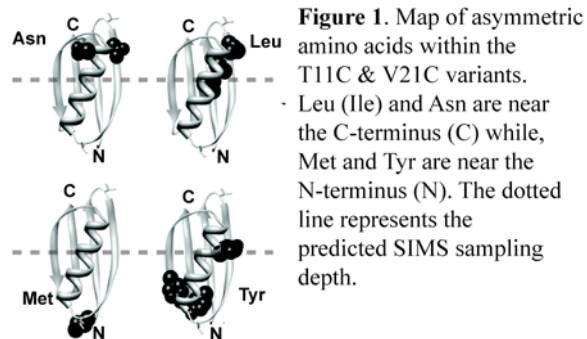 Asn
C
C
Leu
N
N
C
C
Met
N
N
Tyr
Figure 1. Map of asymmetric
amino acids within the
T11C & V21C variants.
Leu (Ile) and Asn are near
the C-terminus (C) while,
Met and Tyr are near the
N-terminus (N). The dotted
line represents the
predicted SIMS sampling
depth.